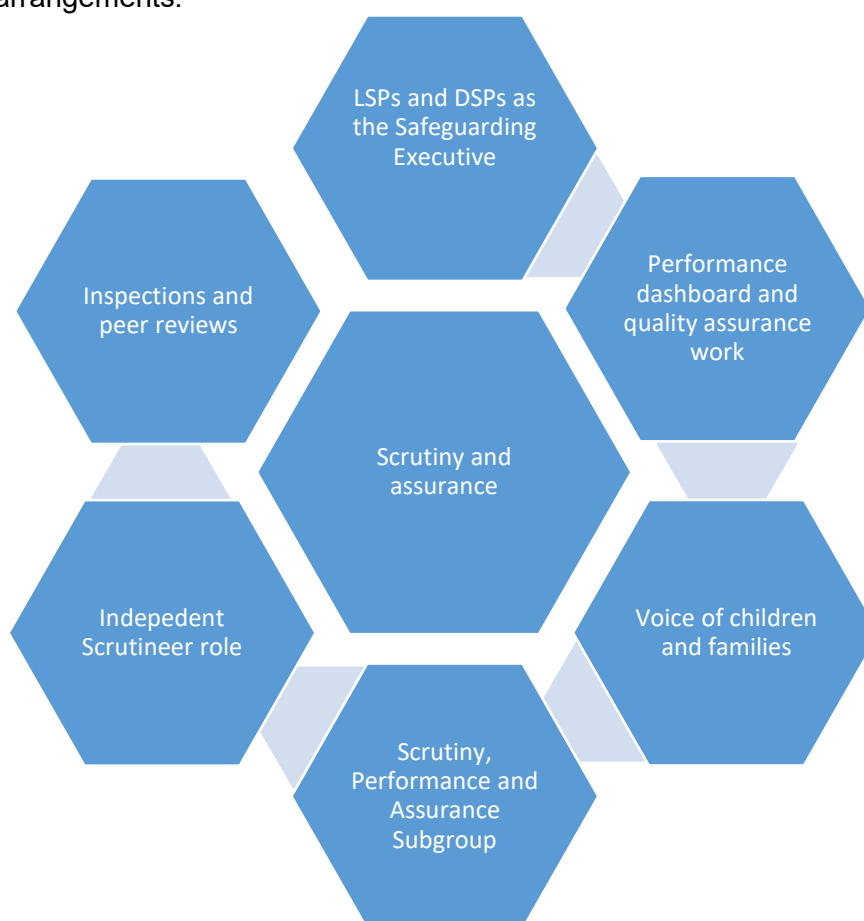 arrangements.
LSPs and DSPs as
the Safeguarding
Executive
Performance
dashboard and
quality assurance
work
Voice of children
and families
Scrutiny,
Performance and
Assurance
Subgroup
Indepedent
Scrutineer role
Inspections and
peer reviews
Scrutiny and
assurance